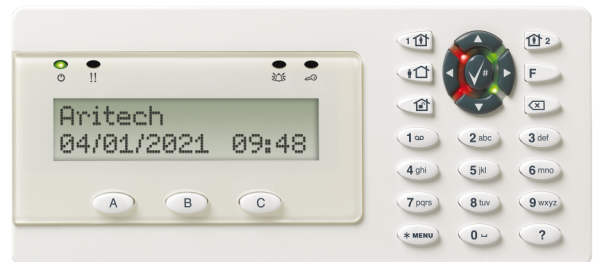 Aritech
04/01/2021 09:48
A B C
1 2
# F
1 2 abc 3 def
4 ghi 5 jkl 6 mno
7 pqrs 8 tuv 9 wxyz
* MENU 0 ?
!!